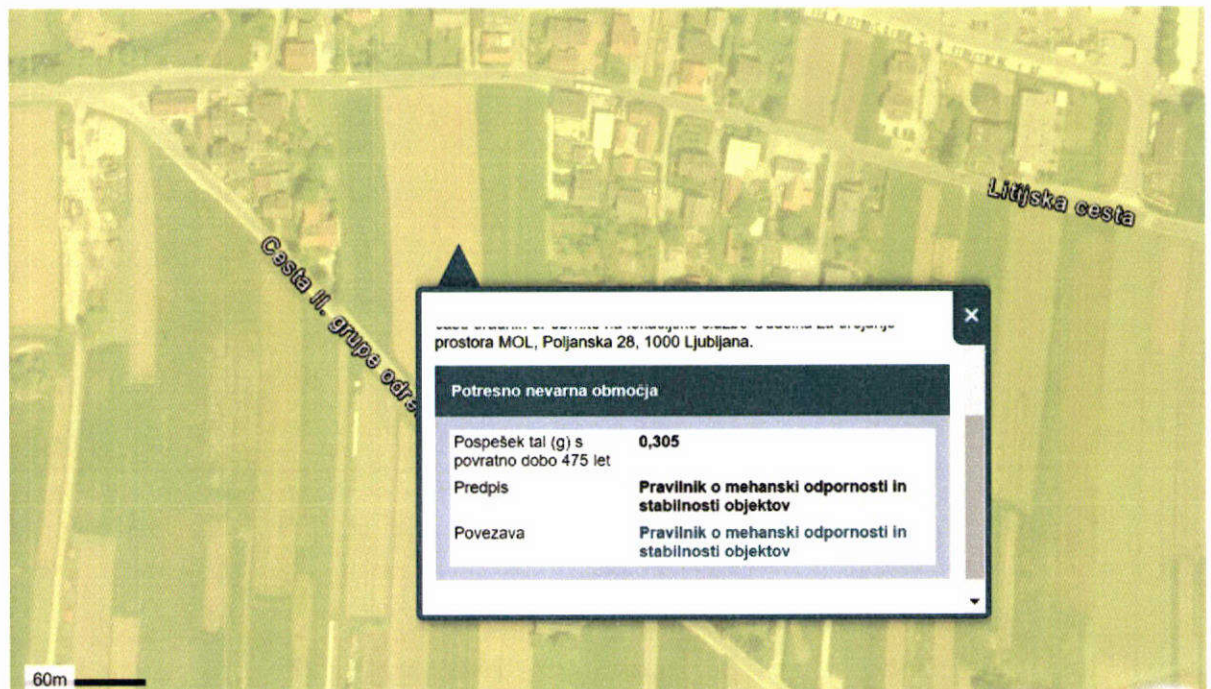 Litijska cesta
Cesta II. grupe odre
prostora MOL, Poljanska 28, 1000 Ljubljana.
Potresno nevarna območja
Pospešek tal (g) s povratno dobo 475 let
0,305
Predpis
Pravilnik o mehanski odpornosti in
stabilnosti objektov
Povezava
Pravilnik o mehanski odpornosti in
stabilnosti objektov
60m